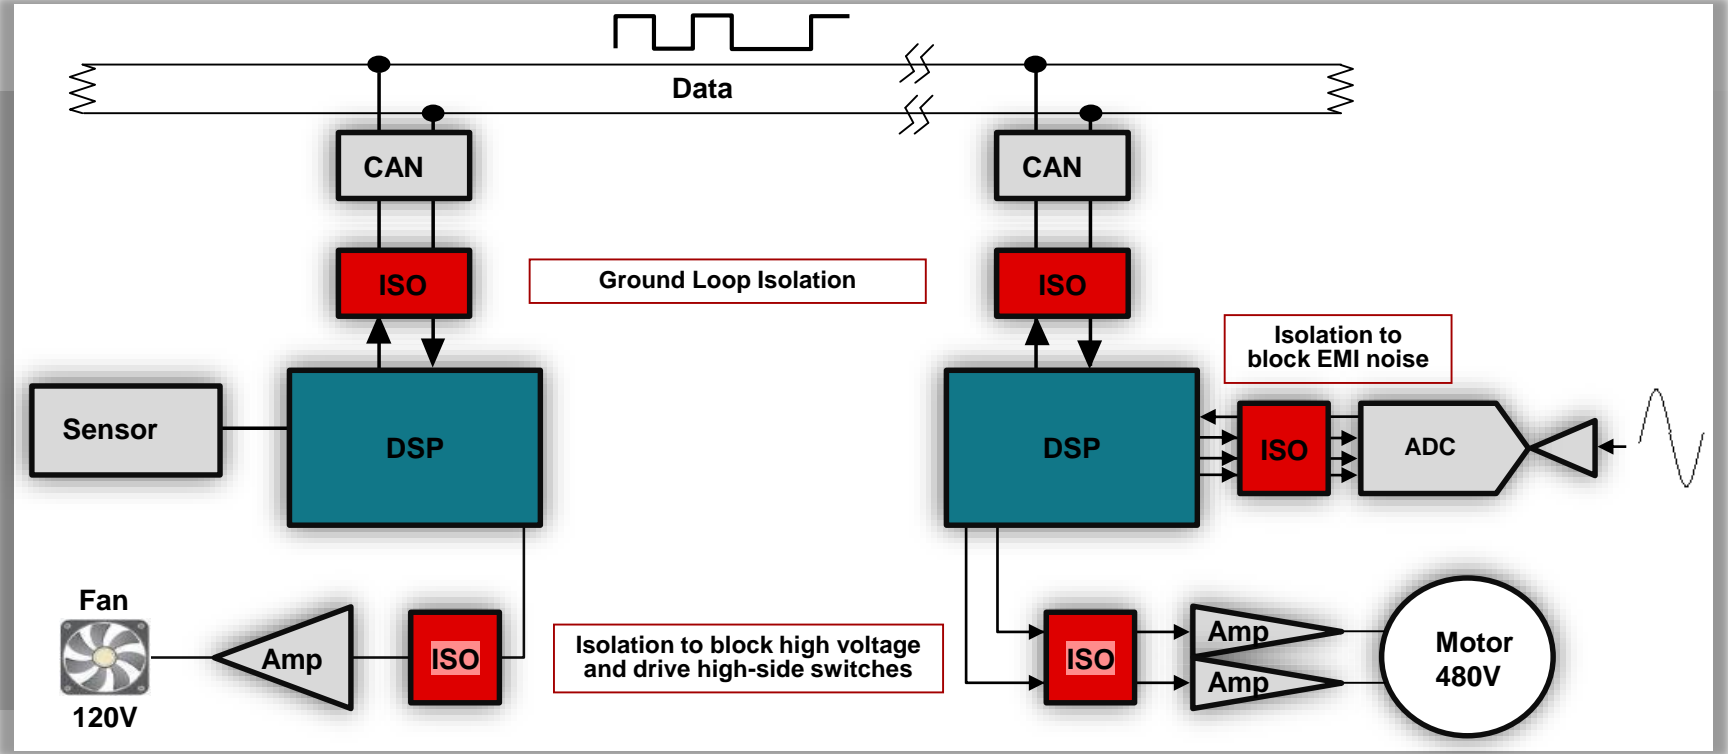 Data
CAN
CAN
ISO
Ground Loop Isolation
ISO
Isolation to
block EMI noise
Sensor
DSP
DSP
ISO
ADC
Fan
Amp
ISO
Isolation to block high voltage
and drive high-side switches
ISO
Amp
Amp
Motor
480V
120V